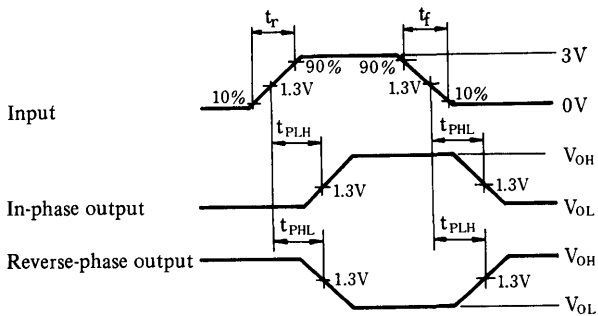 tr
tf
3V
90%
90%
1.3V
1.3V
10%
10%
Input
0V
tPLH
tPHL
VOH
1.3V
1.3V
In-phase output
VOL
tPHL
tPLH
Reverse-phase output
VOH
1.3V
1.3V
VOL